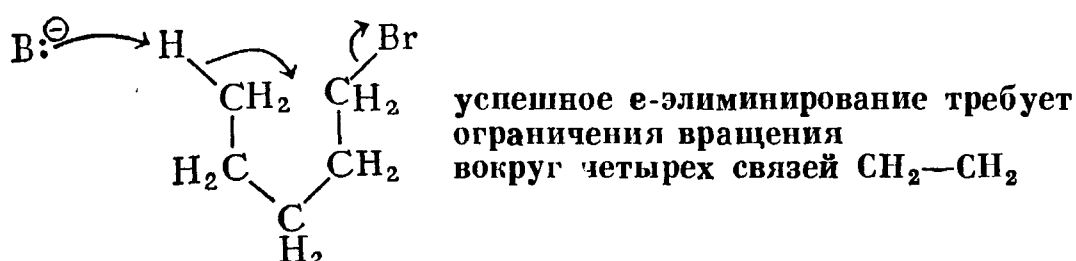 B:⊖ H Br
CH₂ CH₂ успешное е-элиминирование требует
ограничения вращения
H₂C CH₂ вокруг четырех связей CH₂—CH₂
C
H₂